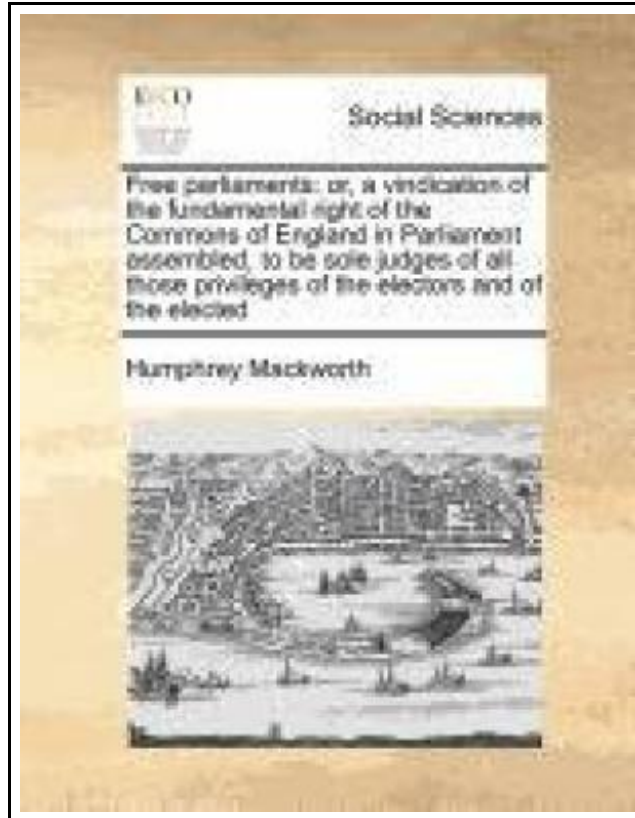 ECCO
Social Sciences
Free parliaments: or, a vindication of
the fundamental right of the
Commons of England in Parliament
assembled, to be sole judges of all
those privileges of the electors and of
the elected
Humphrey Mackworth